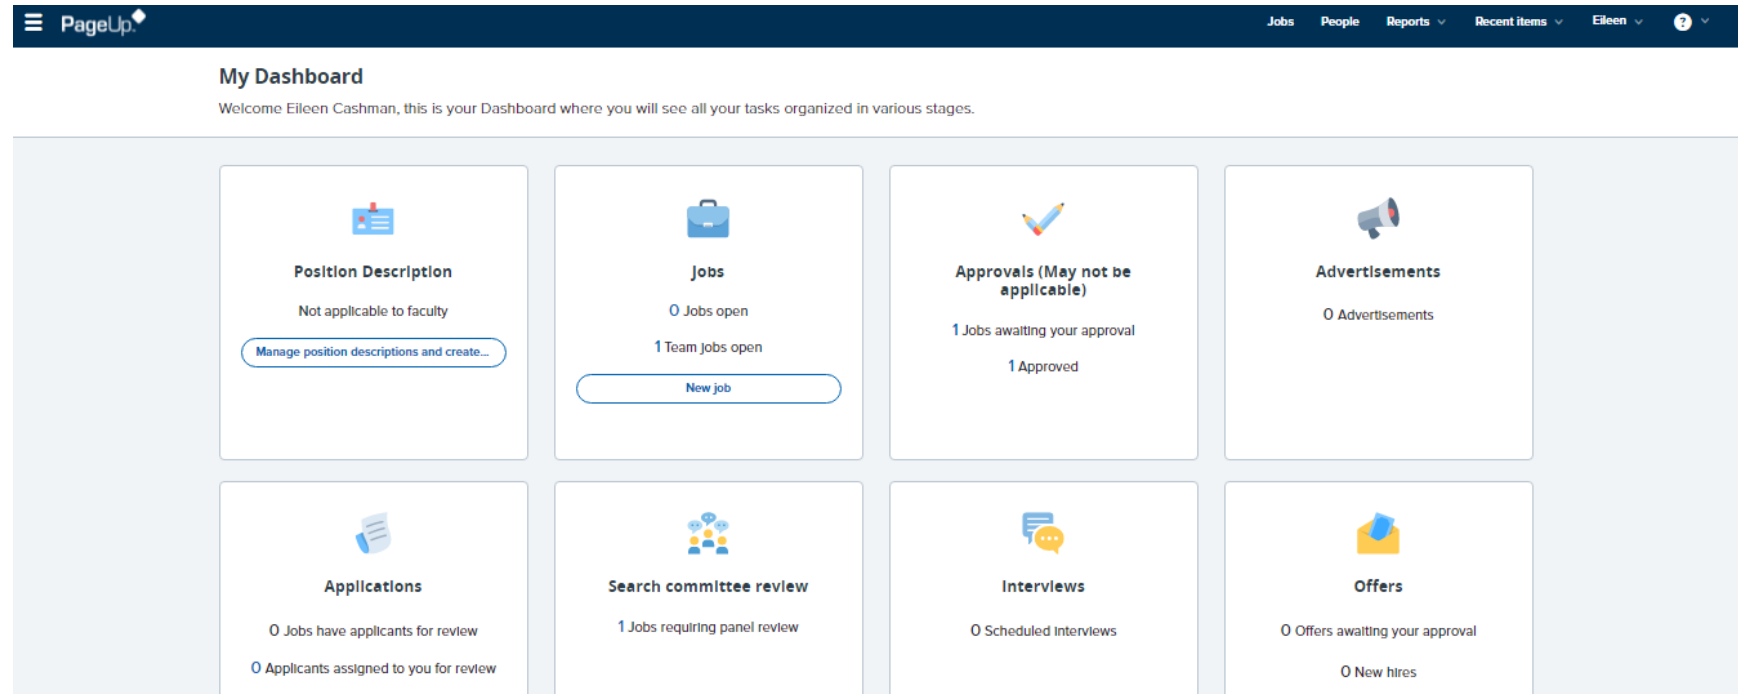 PageUp.
Jobs People Reports Recent items Eileen ?
My Dashboard
Welcome Eileen Cashman, this is your Dashboard where you will see all your tasks organized in various stages.
Position Description
Not applicable to faculty
Manage position descriptions and create...
Jobs
0 Jobs open
1 Team jobs open
New job
Approvals (May not be
applicable)
1 Jobs awaiting your approval
1 Approved
Advertisements
0 Advertisements
Applications
0 Jobs have applicants for review
0 Applicants assigned to you for review
Search committee review
1 Jobs requiring panel review
Interviews
0 Scheduled interviews
Offers
0 Offers awaiting your approval
0 New hires